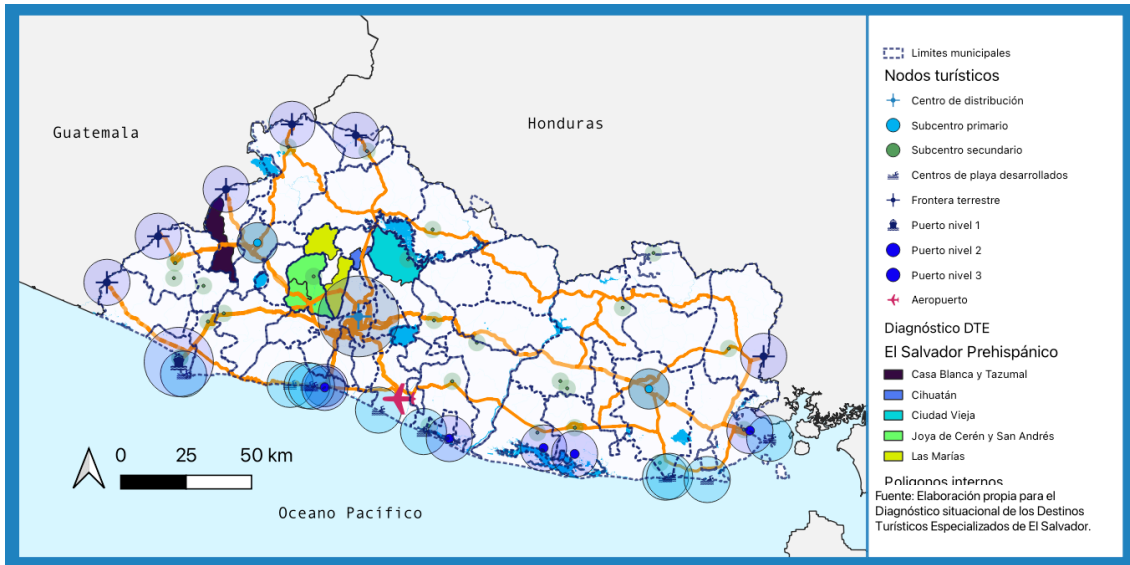 Guatemala
Honduras
0 25 50 km
Oceano Pacífico
Limites municipales
Nodos turísticos
Centro de distribución
Subcentro primario
Subcentro secundario
Centros de playa desarrollados
Frontera terrestre
Puerto nivel 1
Puerto nivel 2
Puerto nivel 3
Aeropuerto
Diagnóstico DTE
El Salvador Prehispánico
Casa Blanca y Tazumal
Cihuatán
Ciudad Vieja
Joya de Cerén y San Andrés
Las Marías
Poligonos internos
Fuente: Elaboración propia para el
Diagnóstico situacional de los Destinos
Turísticos Especializados de El Salvador.